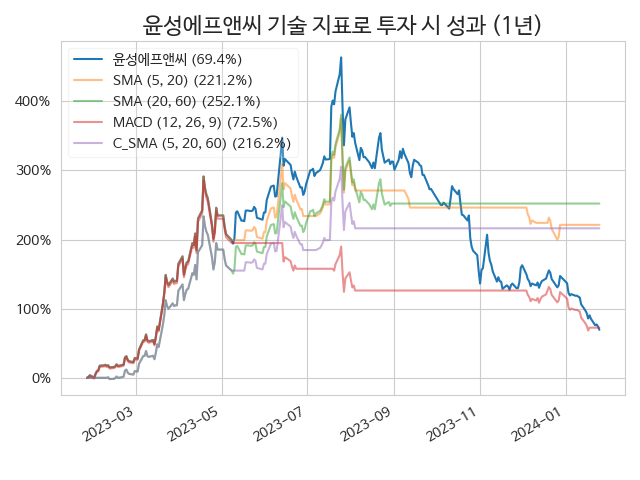 윤성에프앤씨 기술 지표로 투자 시 성과 (1년)
윤성에프앤씨 (69.4%)
SMA (5, 20) (221.2%)
SMA (20, 60) (252.1%)
MACD (12, 26, 9) (72.5%)
C_SMA (5, 20, 60) (216.2%)
400%
300%
200%
100%
0%
2023-03
2023-05
2023-07
2023-09
2023-11
2024-01